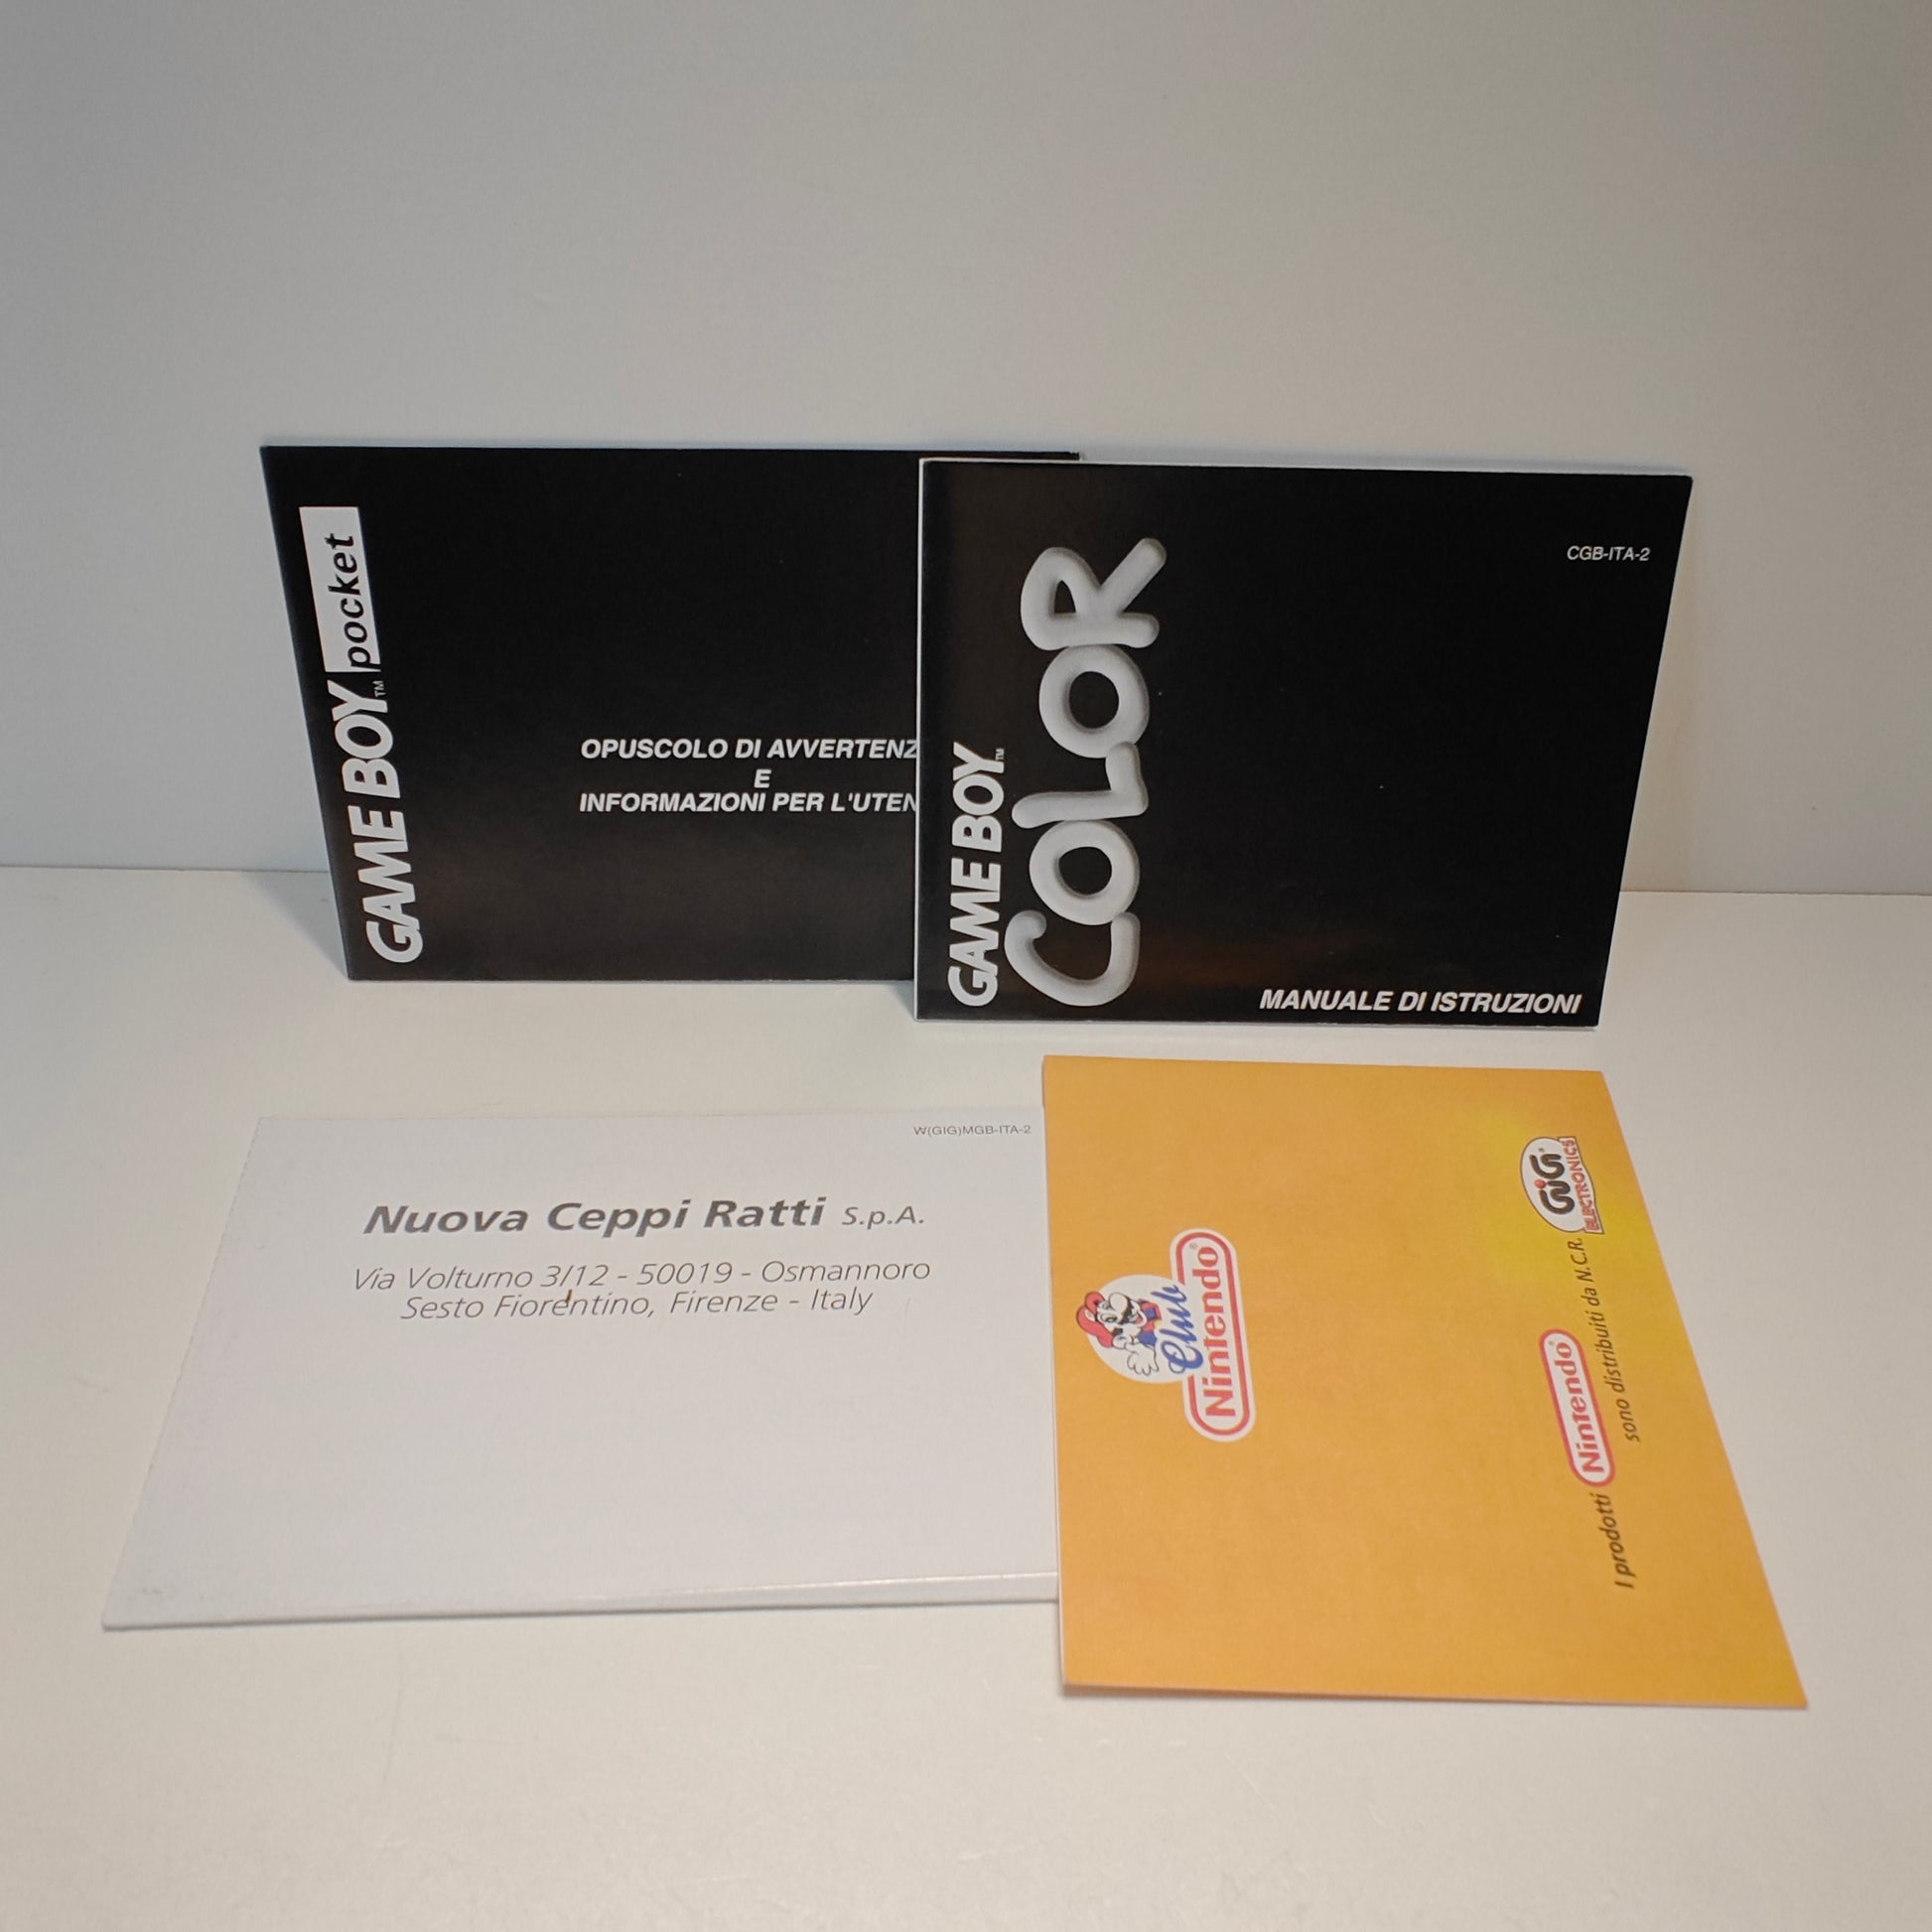 GAME BOY™ pocket
OPUSCOLO DI AVVERTENZ
E
INFORMAZIONI PER L'UTEN
GAME BOY™
COLOR
CGB-ITA-2
MANUALE DI ISTRUZIONI
W(GIG)MGB-ITA-2
Nuova Ceppi Ratti S.p.A.
Via Volturno 3/12 - 50019 - Osmannoro
Sesto Fiorentino, Firenze - Italy
Club
Nintendo®
I prodotti Nintendo®
sono distribuiti da N.C.R.
GiG®
ELECTRONICS